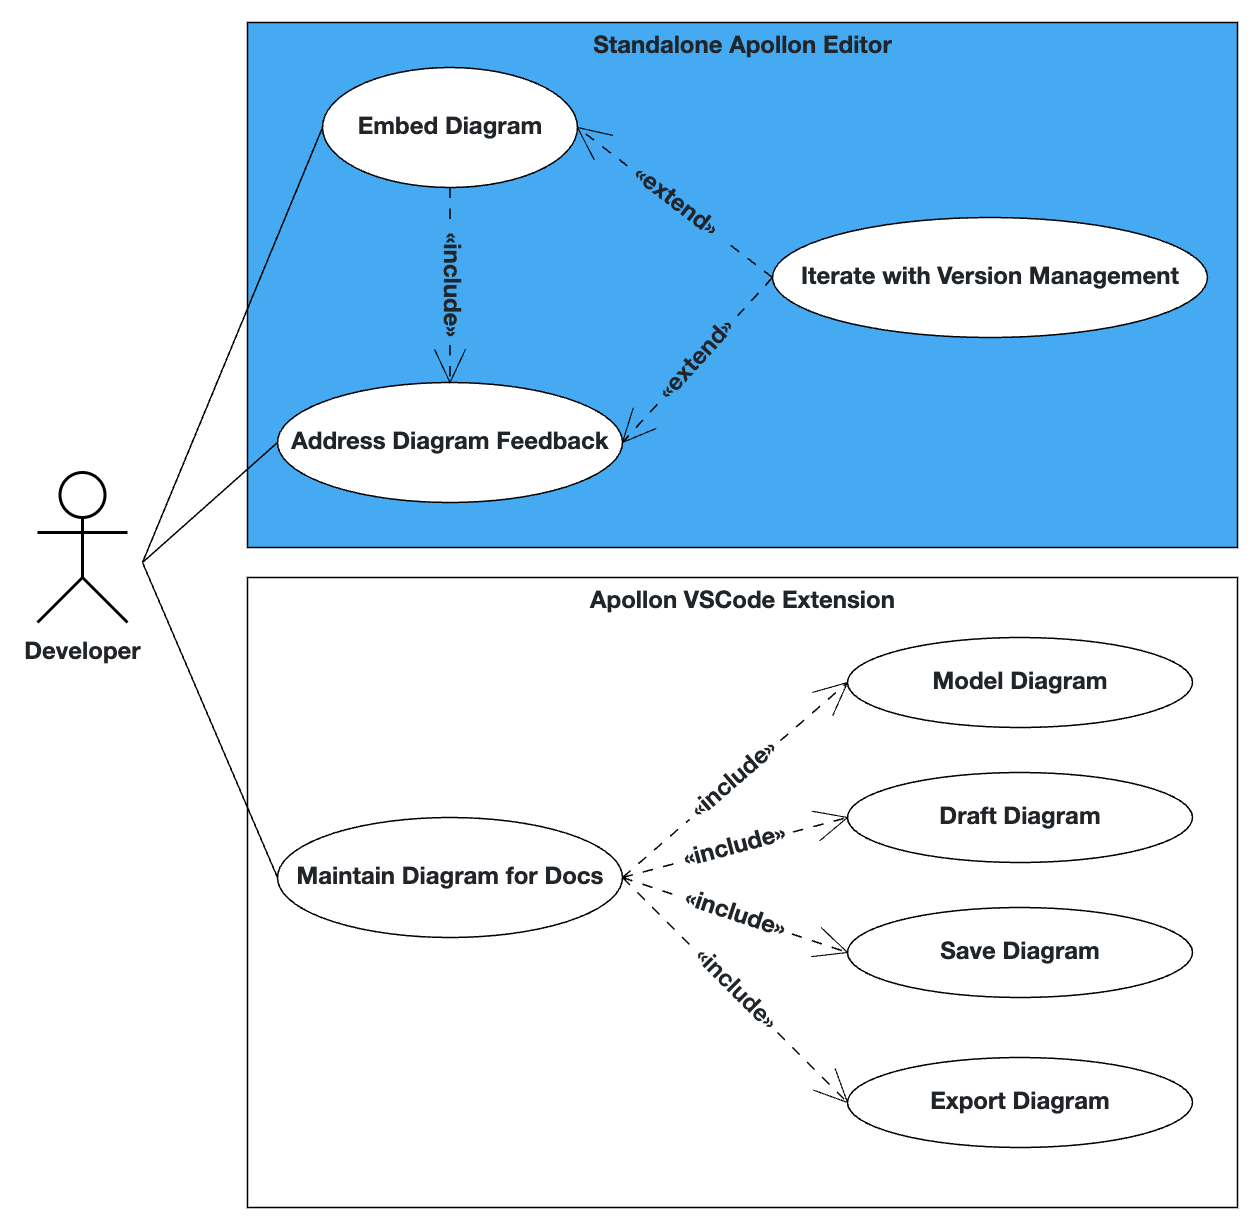 Standalone Apollon Editor
Embed Diagram
«extend»
«include»
Iterate with Version Management
«extend»
Address Diagram Feedback
Developer
Apollon VSCode Extension
Model Diagram
«include»
Draft Diagram
«include»
Maintain Diagram for Docs
«include»
Save Diagram
«include»
Export Diagram